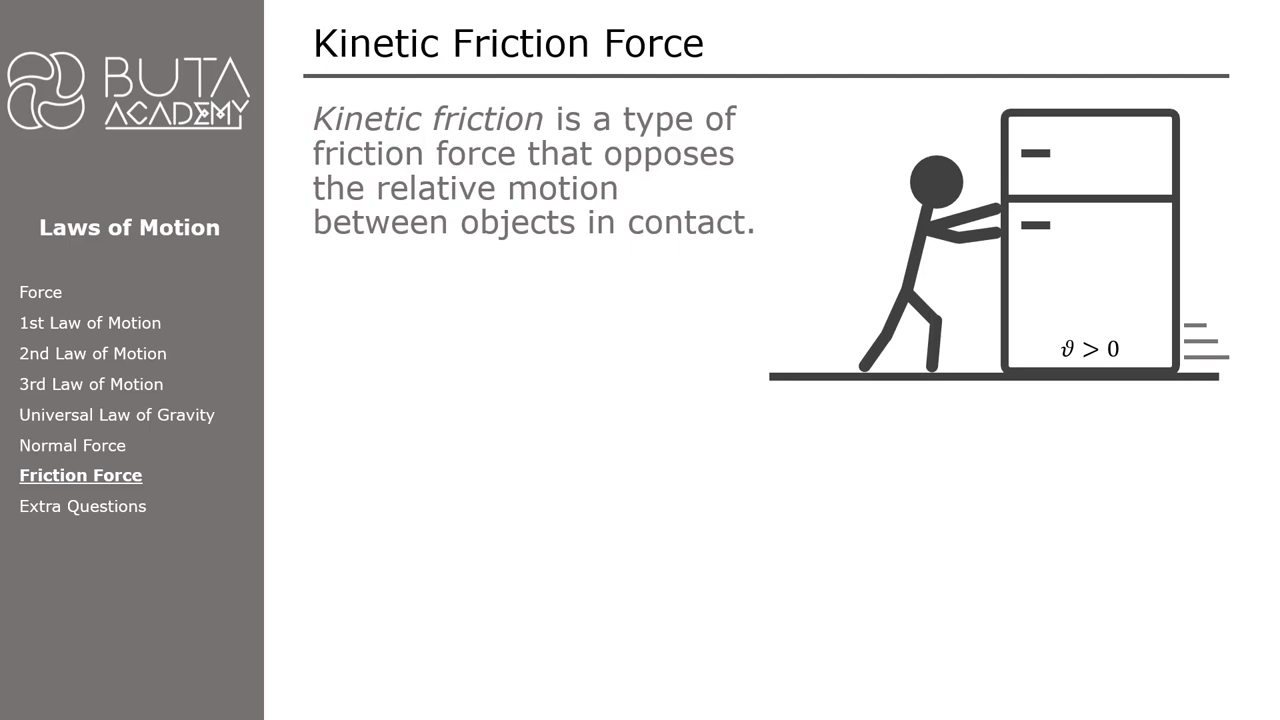 BUTA
ACADEMY
Laws of Motion
Force
1st Law of Motion
2nd Law of Motion
3rd Law of Motion
Universal Law of Gravity
Normal Force
Friction Force
Extra Questions
Kinetic Friction Force
Kinetic friction is a type of
friction force that opposes
the relative motion
between objects in contact.
ϑ > 0